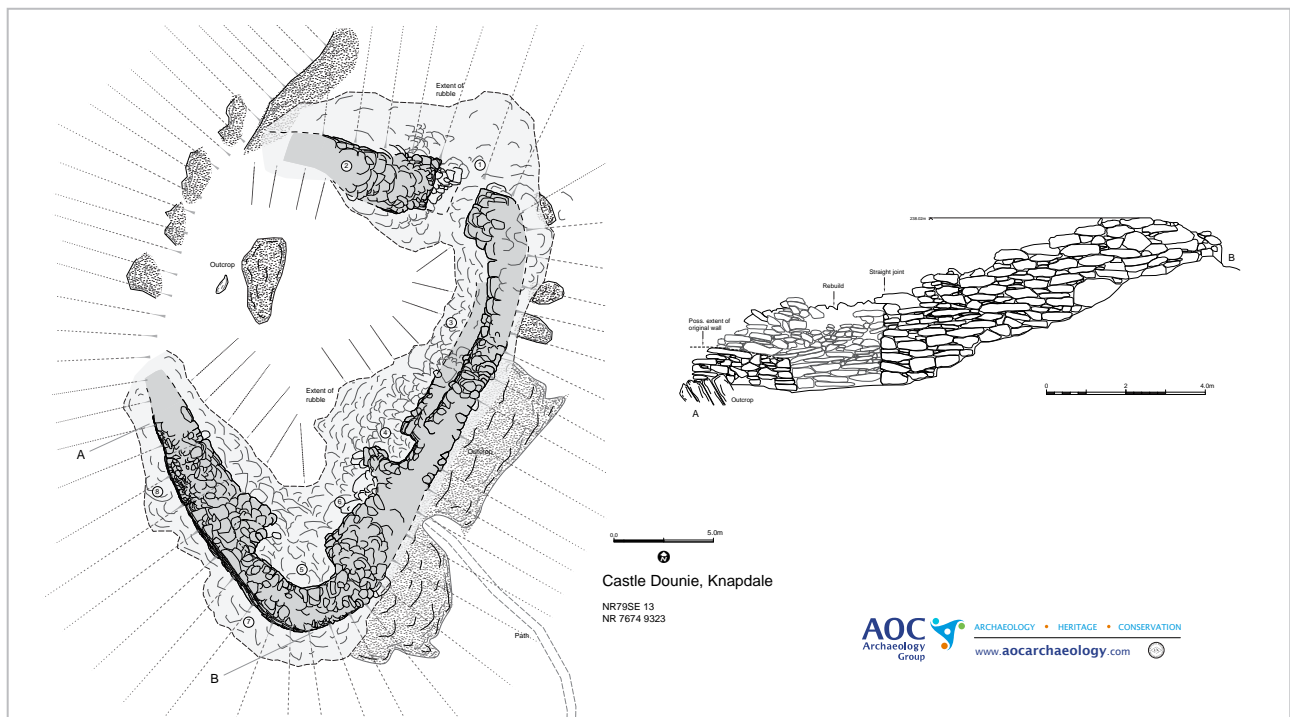 Extent of
rubble
1
2
Outcrop
3
Extent of
rubble
4
Outcrop
A
8
6
5
7
B
Path
0.0 5.0m
N
Castle Dounie, Knapdale
NR79SE 13
NR 7674 9323
Poss. extent of
original wall
Rebuild
Straight joint
B
A
Outcrop
0 2 4.0m
AOC
Archaeology
Group
ARCHAEOLOGY • HERITAGE • CONSERVATION
www.aocarchaeology.com